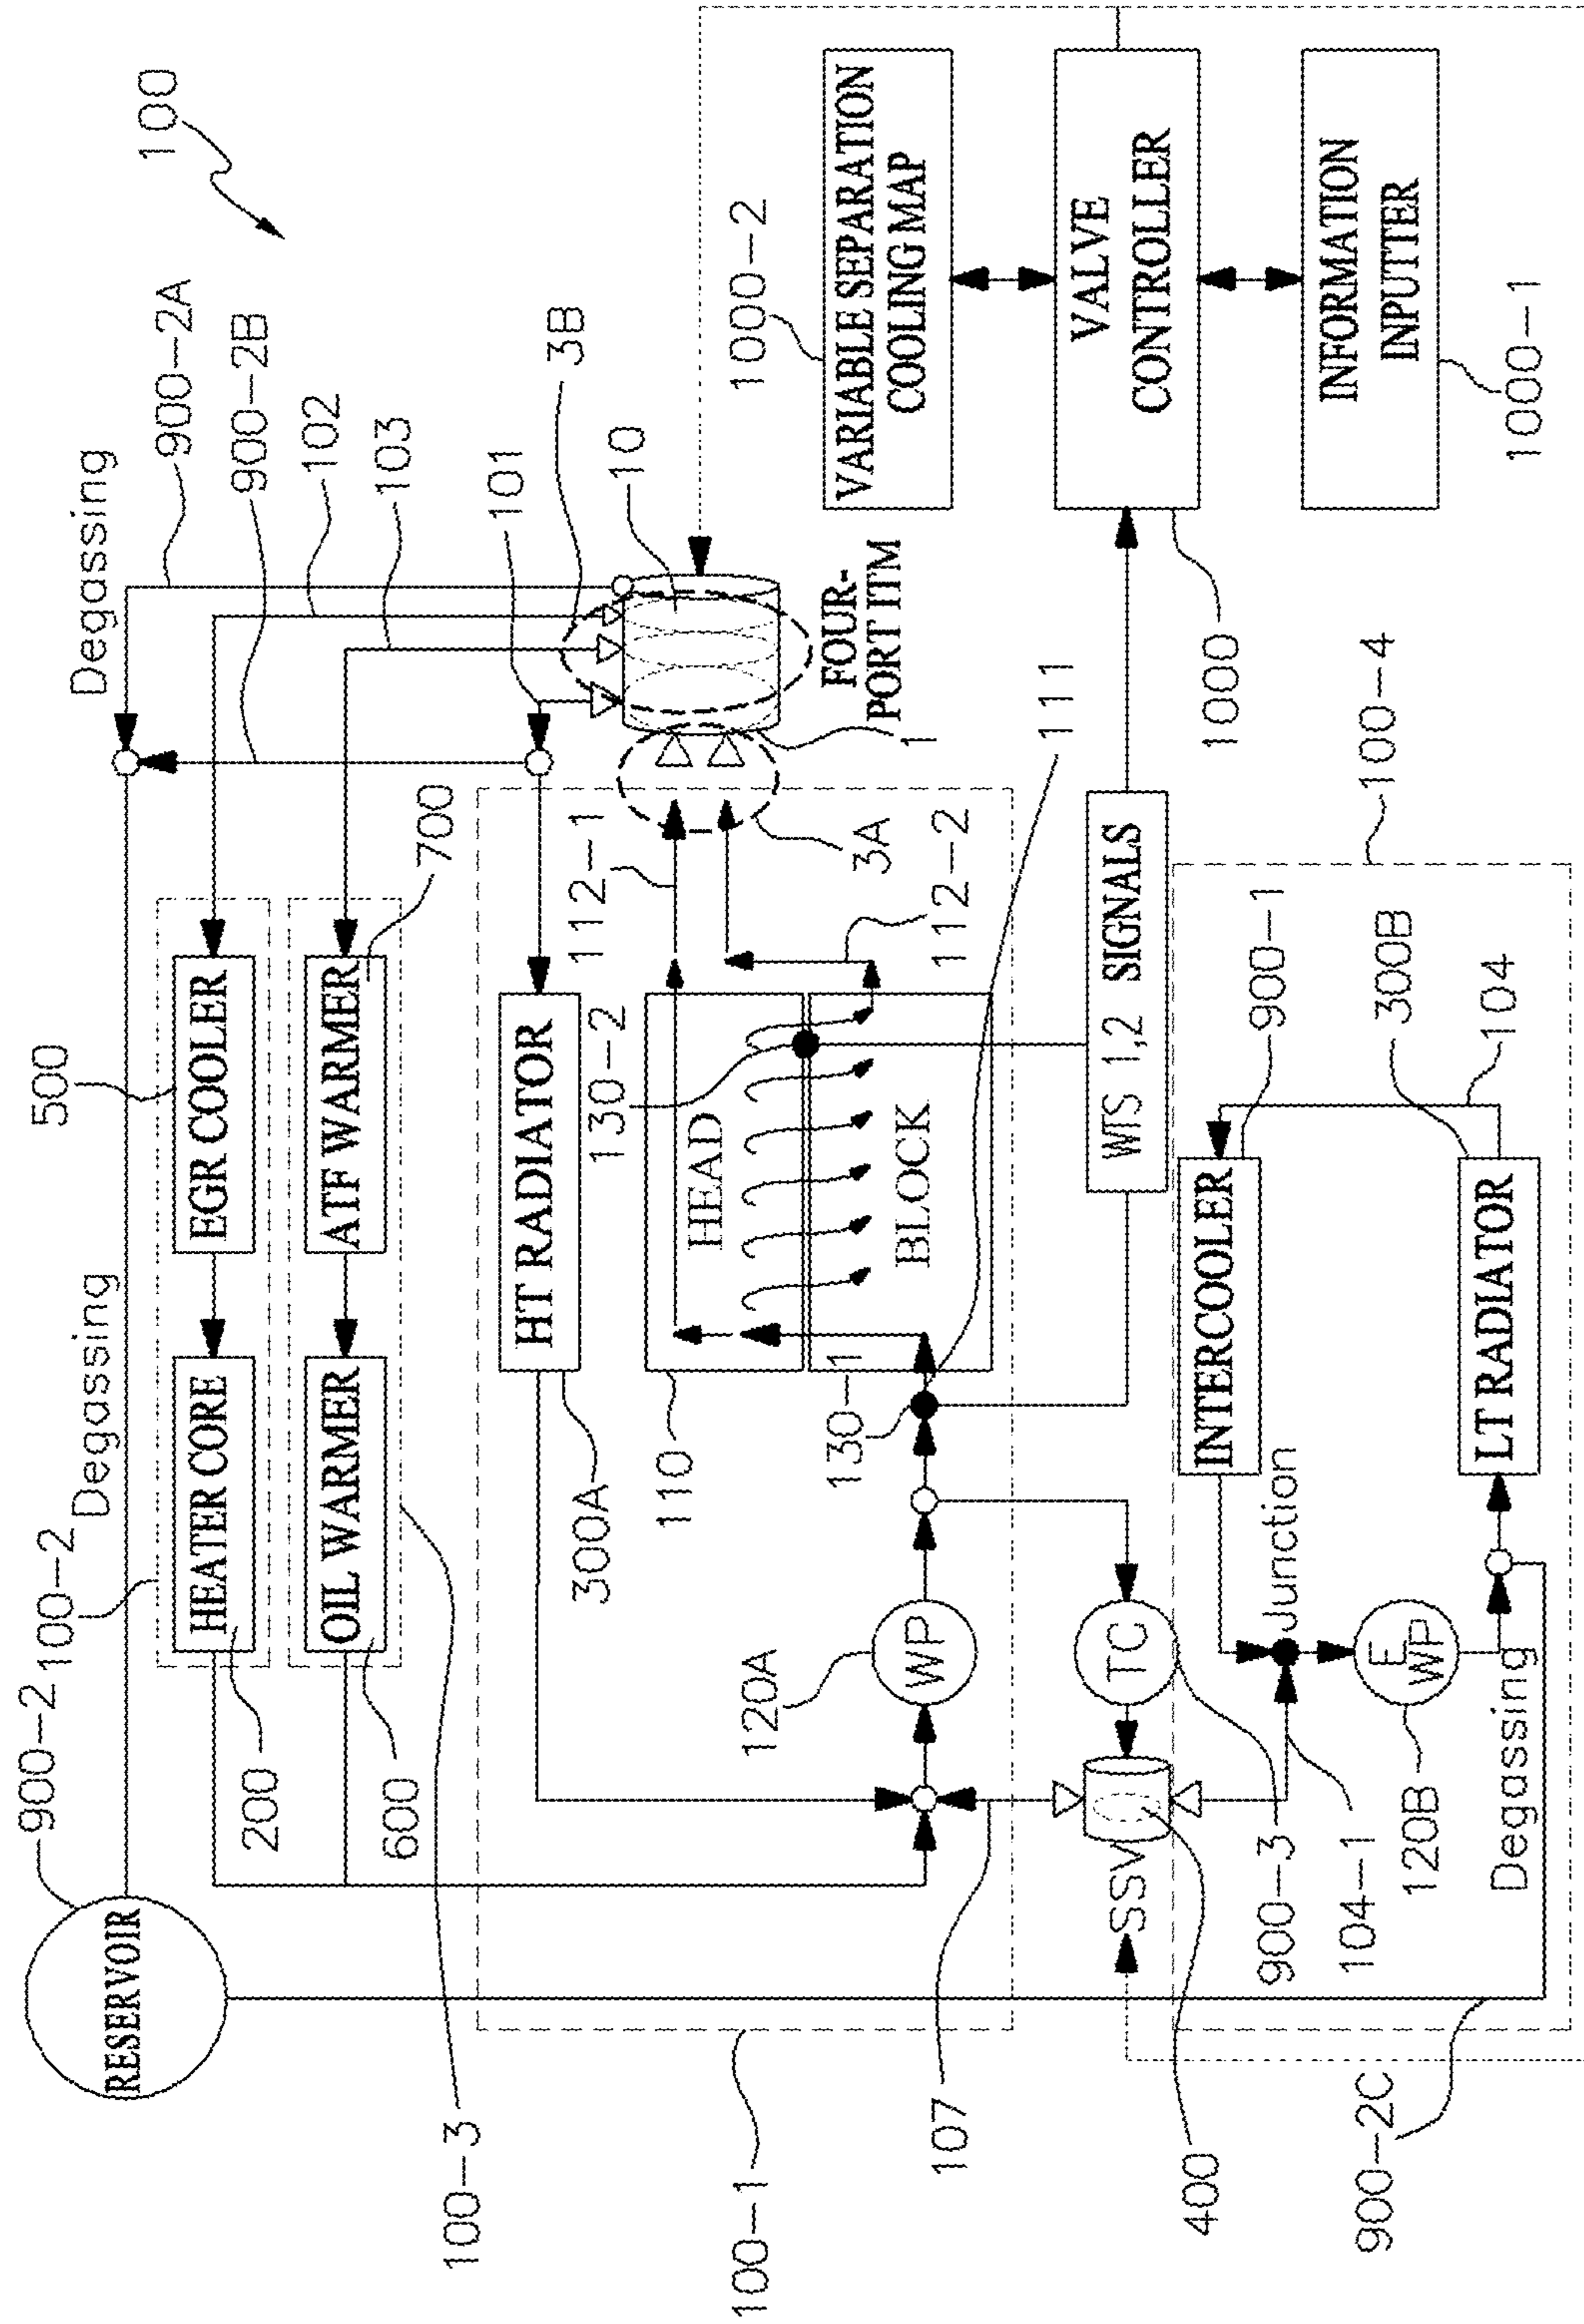 100
RESERVOIR
900-2
Degassing
Degassing
900-2A
900-2B
100-2
HEATER CORE
200
EGR COOLER
500
102
OIL WARMER
600
100-3
ATF WARMER
700
103
101
3B
10
HT RADIATOR
300A
HEAD
BLOCK
110
130-1
130-2
112-1
112-2
3A
1
111
FOUR-
PORT ITM
WP
120A
100-1
107
TC
900-3
SSV
400
WTS 1,2 SIGNALS
VARIABLE SEPARATION
COOLING MAP
1000-2
VALVE
CONTROLLER
1000
INFORMATION
INPUTTER
1000-1
100-4
INTERCOOLER
900-1
Junction
104-1
E
WP
120B
LT RADIATOR
300B
104
Degassing
900-2C